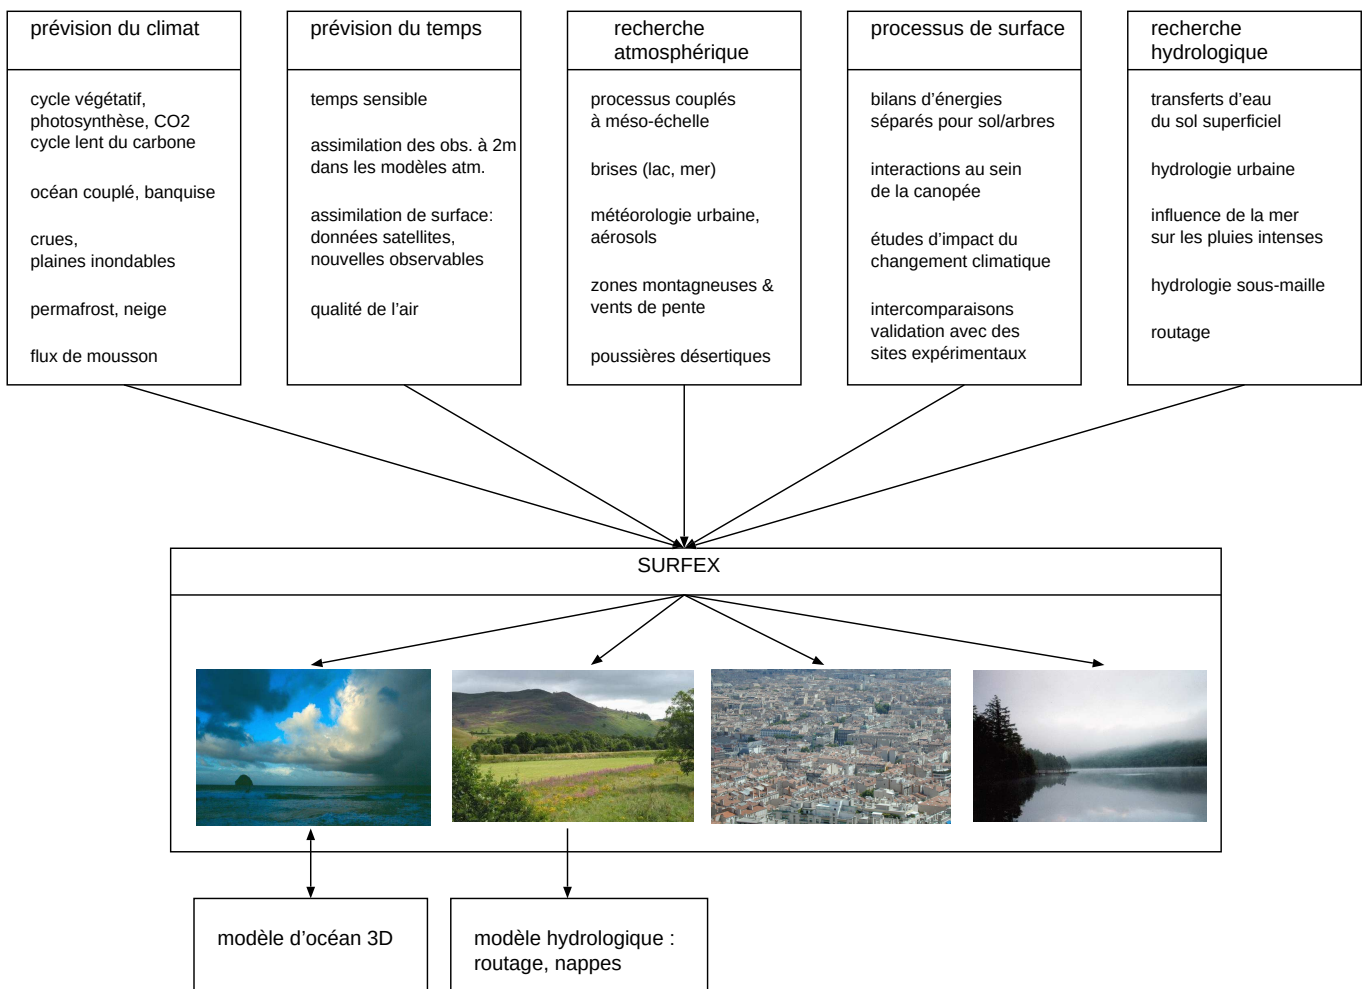 prévision du climat
cycle végétatif,
photosynthèse, CO2
cycle lent du carbone
océan couplé, banquise
crues,
plaines inondables
permafrost, neige
flux de mousson
prévision du temps
temps sensible
assimilation des obs. à 2m
dans les modèles atm.
assimilation de surface:
données satellites,
nouvelles observables
qualité de l'air
recherche
atmosphérique
processus couplés
à méso-échelle
brises (lac, mer)
météorologie urbaine,
aérosols
zones montagneuses &
vents de pente
poussières désertiques
processus de surface
bilans d'énergies
séparés pour sol/arbres
interactions au sein
de la canopée
études d'impact du
changement climatique
intercomparaisons
validation avec des
sites expérimentaux
recherche
hydrologique
transferts d'eau
du sol superficiel
hydrologie urbaine
influence de la mer
sur les pluies intenses
hydrologie sous-maille
routage
SURFEX
modèle d'océan 3D
modèle hydrologique :
routage, nappes